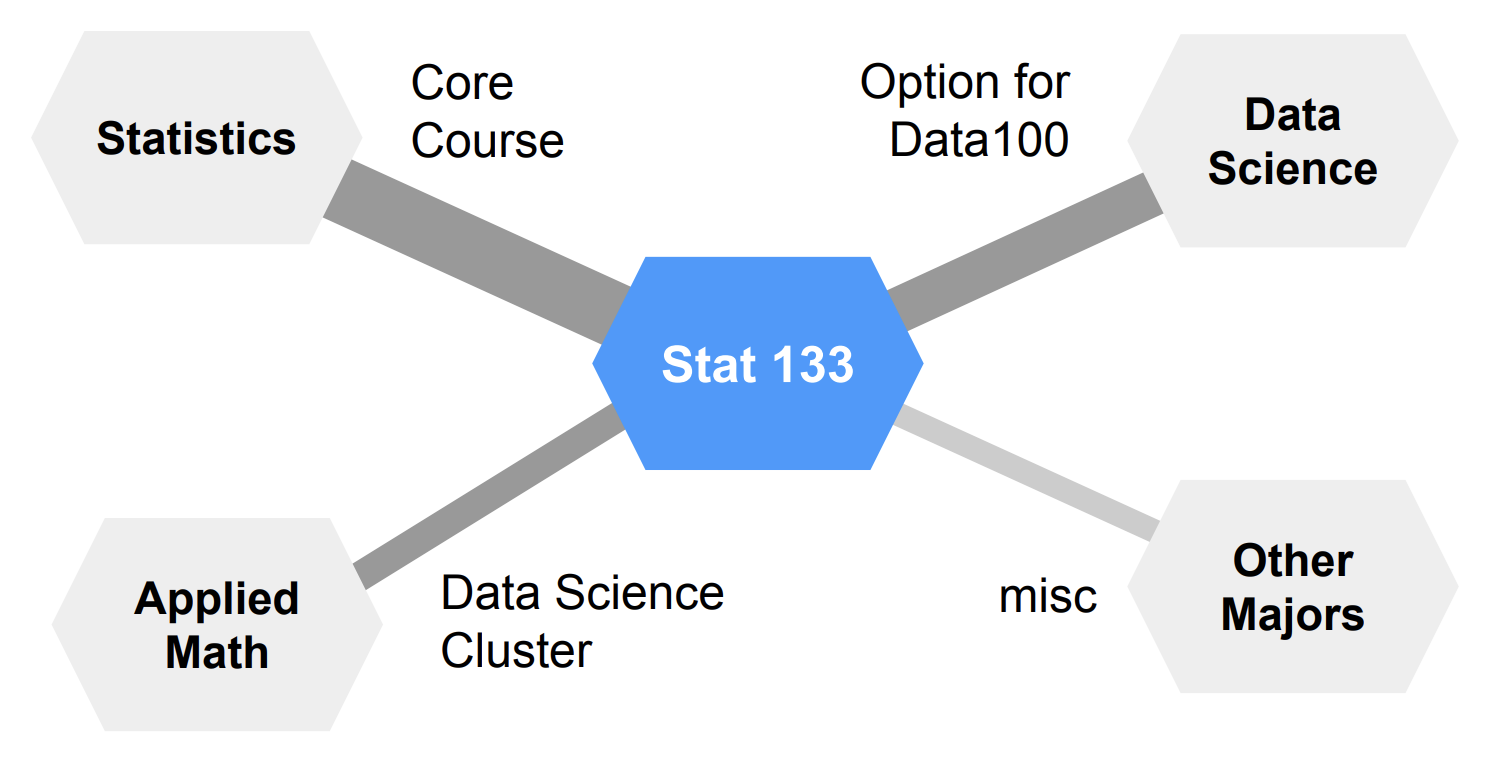 Statistics
Core
Course
Option for
Data100
Data
Science
Stat 133
Applied
Math
Data Science
Cluster
misc
Other
Majors